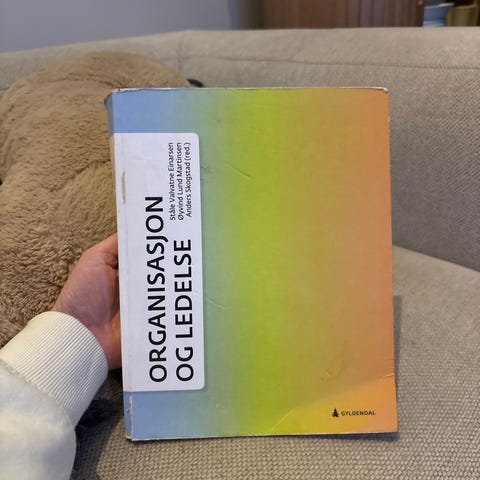 Ståle Valvatne Einarsen
Øyvind Lund Martinsen
Anders Skogstad (red.)
ORGANISASJON
OG LEDELSE
GYLDENDAL